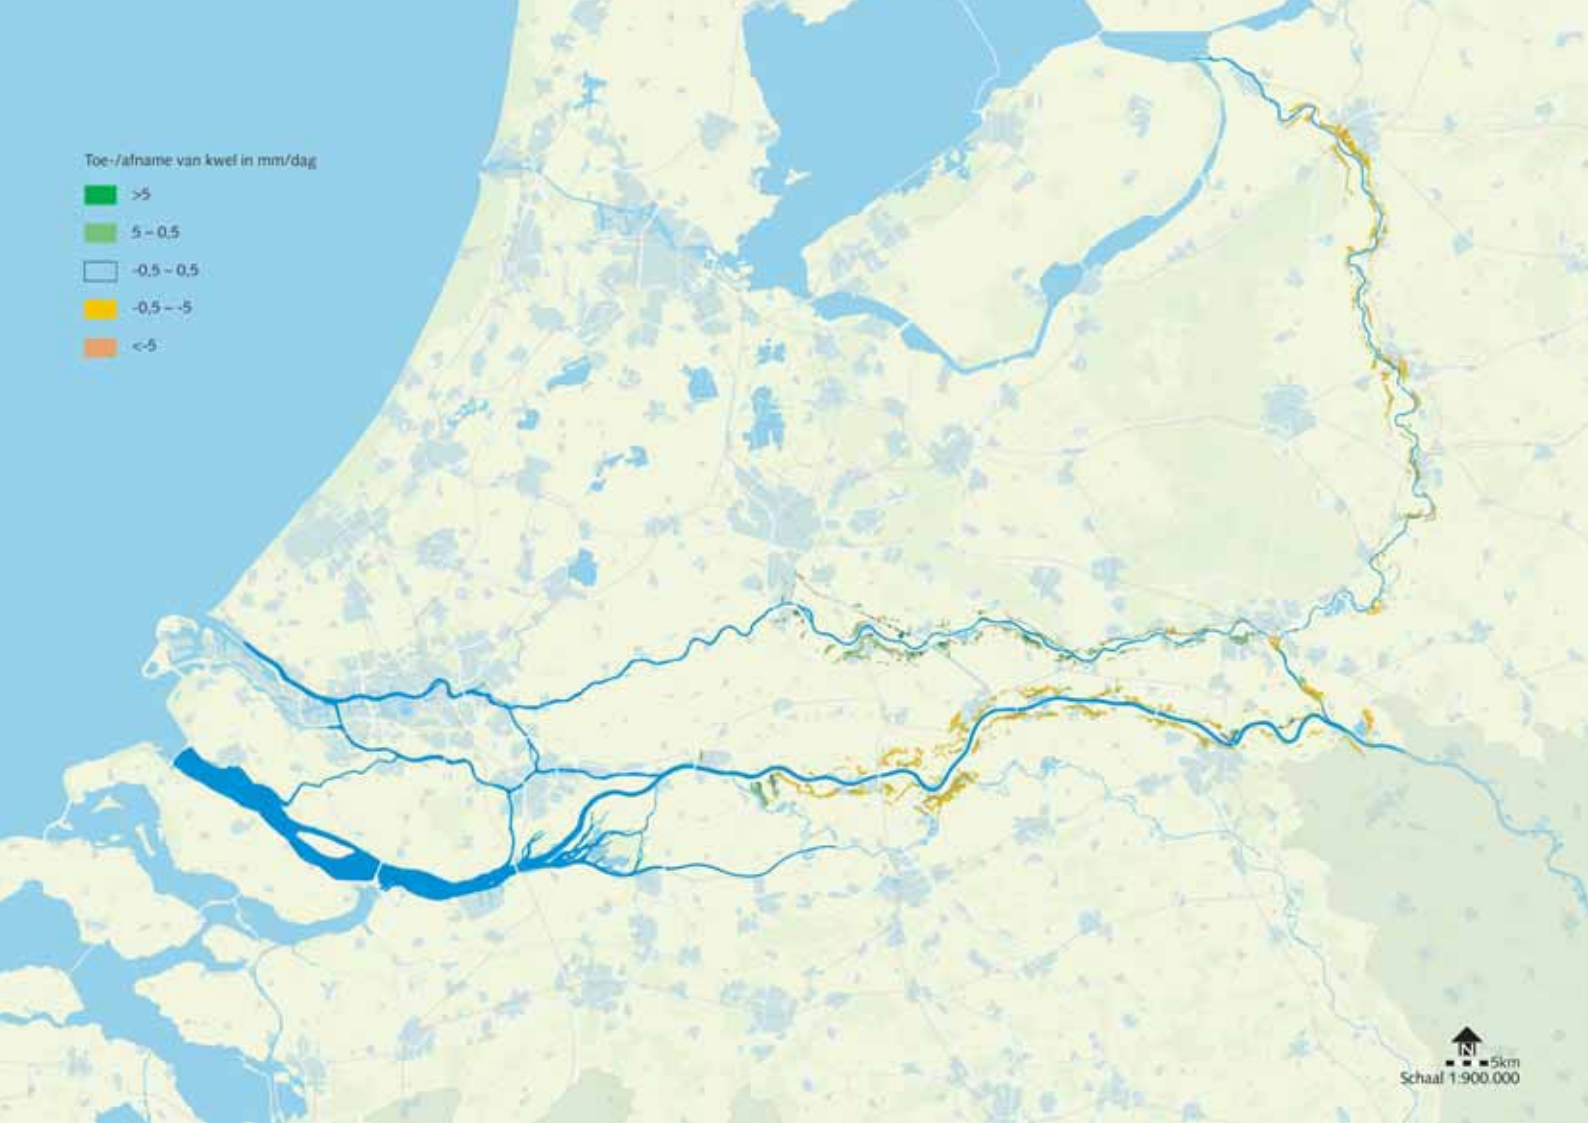 Toe-/afname van kwel in mm/dag
>5
5 – 0,5
-0,5 – 0,5
-0,5 – -5
<-5
N
5km
Schaal 1:900.000